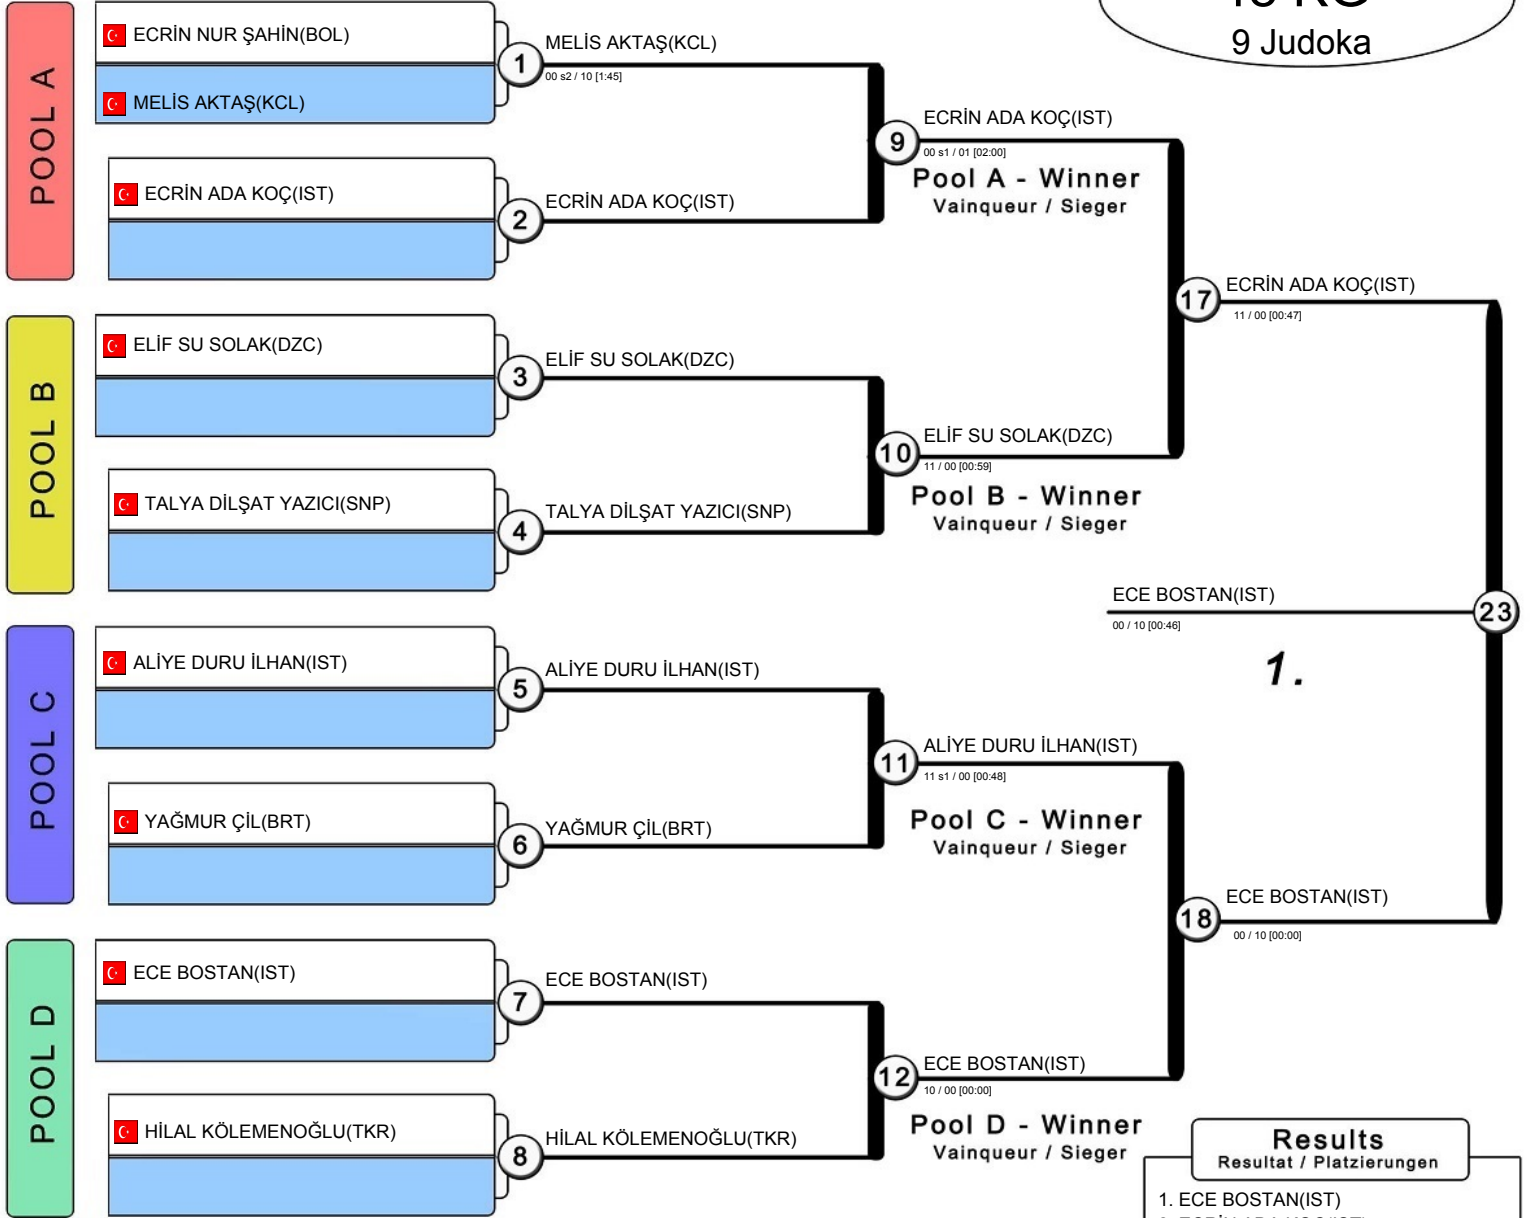 9 Judoka
POOL A
ECRİN NUR ŞAHİN(BOL)
MELİS AKTAŞ(KCL)
1
MELİS AKTAŞ(KCL)
00 s2 / 10 [1:45]
ECRİN ADA KOÇ(IST)
2
ECRİN ADA KOÇ(IST)
9
ECRİN ADA KOÇ(IST)
00 s1 / 01 [02:00]
Pool A - Winner
Vainqueur / Sieger
POOL B
ELİF SU SOLAK(DZC)
3
ELİF SU SOLAK(DZC)
TALYA DİLŞAT YAZICI(SNP)
4
TALYA DİLŞAT YAZICI(SNP)
10
ELİF SU SOLAK(DZC)
11 / 00 [00:59]
Pool B - Winner
Vainqueur / Sieger
17
ECRİN ADA KOÇ(IST)
11 / 00 [00:47]
POOL C
ALİYE DURU İLHAN(IST)
5
ALİYE DURU İLHAN(IST)
YAĞMUR ÇİL(BRT)
6
YAĞMUR ÇİL(BRT)
11
ALİYE DURU İLHAN(IST)
11 s1 / 00 [00:48]
Pool C - Winner
Vainqueur / Sieger
POOL D
ECE BOSTAN(IST)
7
ECE BOSTAN(IST)
HİLAL KÖLEMENOĞLU(TKR)
8
HİLAL KÖLEMENOĞLU(TKR)
12
ECE BOSTAN(IST)
10 / 00 [00:00]
Pool D - Winner
Vainqueur / Sieger
18
ECE BOSTAN(IST)
00 / 10 [00:00]
ECE BOSTAN(IST)
23
00 / 10 [00:46]
1.
Results
Resultat / Platzierungen
1. ECE BOSTAN(IST)